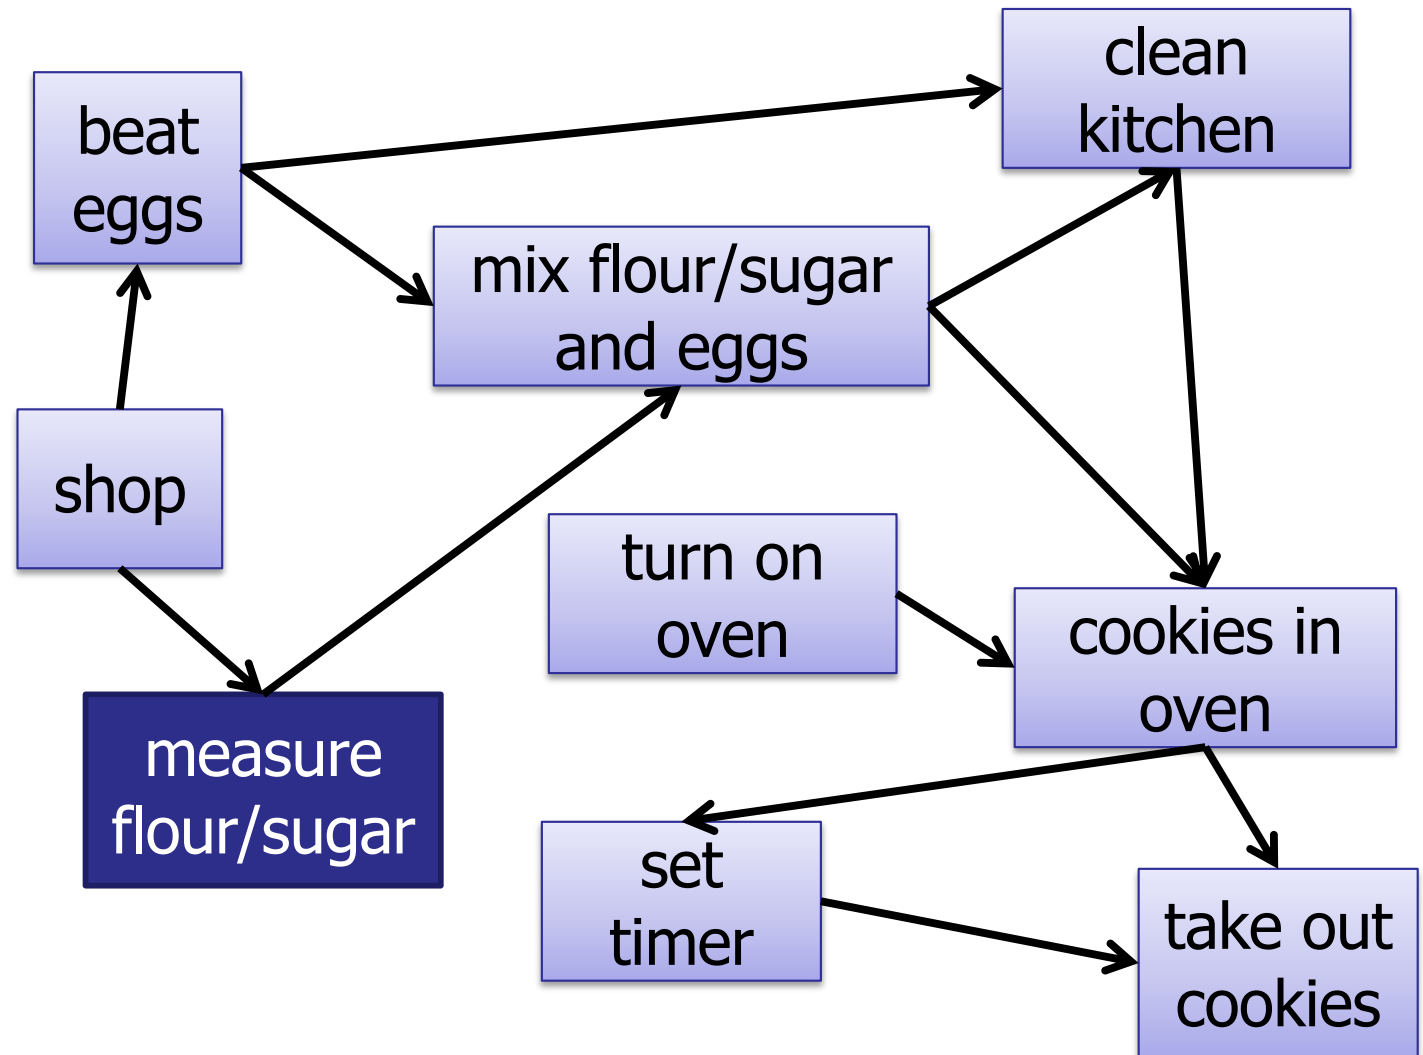 clean
kitchen
beat
eggs
mix flour/sugar
and eggs
shop
turn on
oven
cookies in
oven
measure
flour/sugar
set
timer
take out
cookies